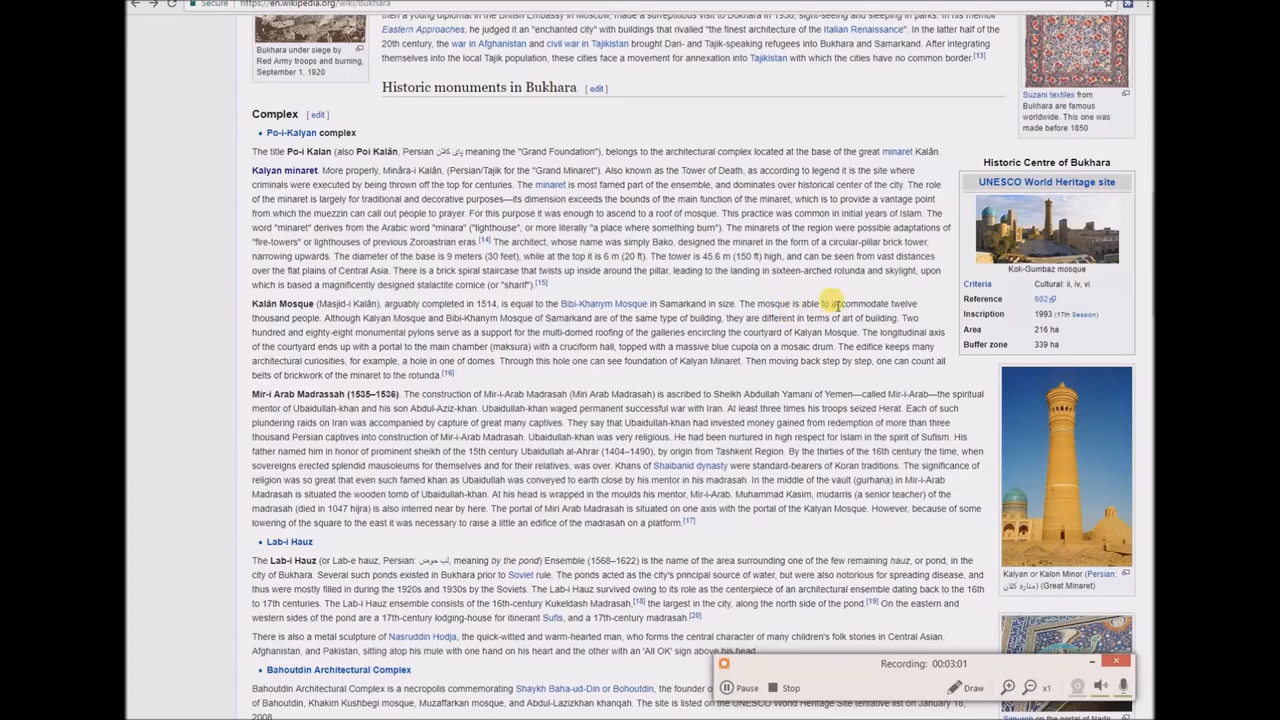 Secure https://en.wikipedia.org/wiki/Bukhara
then a young diplomat in the British Embassy in Moscow, made a surreptitious visit to Bukhara in 1938, sight-seeing and sleeping in parks. In his memoir
Eastern Approaches, he judged it an "enchanted city" with buildings that rivalled "the finest architecture of the Italian Renaissance". In the latter half of the
20th century, the war in Afghanistan and civil war in Tajikistan brought Dari- and Tajik-speaking refugees into Bukhara and Samarkand. After integrating
themselves into the local Tajik population, these cities face a movement for annexation into Tajikistan with which the cities have no common border.[13]
Bukhara under siege by
Red Army troops and burning,
September 1, 1920
Historic monuments in Bukhara [ edit ]
Complex [ edit ]
• Po-i-Kalyan complex
The title Po-i Kalan (also Poi Kalân, Persian پای کلان meaning the "Grand Foundation"), belongs to the architectural complex located at the base of the great minaret Kalân.
Kalyan minaret. More properly, Minâra-i Kalân, (Persian/Tajik for the "Grand Minaret"). Also known as the Tower of Death, as according to legend it is the site where
criminals were executed by being thrown off the top for centuries. The minaret is most famed part of the ensemble, and dominates over historical center of the city. The role
of the minaret is largely for traditional and decorative purposes—its dimension exceeds the bounds of the main function of the minaret, which is to provide a vantage point
from which the muezzin can call out people to prayer. For this purpose it was enough to ascend to a roof of mosque. This practice was common in initial years of Islam. The
word "minaret" derives from the Arabic word "minara" ("lighthouse", or more literally "a place where something burn"). The minarets of the region were possible adaptations of
"fire-towers" or lighthouses of previous Zoroastrian eras.[14] The architect, whose name was simply Bako, designed the minaret in the form of a circular-pillar brick tower,
narrowing upwards. The diameter of the base is 9 meters (30 feet), while at the top it is 6 m (20 ft). The tower is 45.6 m (150 ft) high, and can be seen from vast distances
over the flat plains of Central Asia. There is a brick spiral staircase that twists up inside around the pillar, leading to the landing in sixteen-arched rotunda and skylight, upon
which is based a magnificently designed stalactite cornice (or "sharif").[15]
Kalân Mosque (Masjid-i Kalân), arguably completed in 1514, is equal to the Bibi-Khanym Mosque in Samarkand in size. The mosque is able to accommodate twelve
thousand people. Although Kalyan Mosque and Bibi-Khanym Mosque of Samarkand are of the same type of building, they are different in terms of art of building. Two
hundred and eighty-eight monumental pylons serve as a support for the multi-domed roofing of the galleries encircling the courtyard of Kalyan Mosque. The longitudinal axis
of the courtyard ends up with a portal to the main chamber (maksura) with a cruciform hall, topped with a massive blue cupola on a mosaic drum. The edifice keeps many
architectural curiosities, for example, a hole in one of domes. Through this hole one can see foundation of Kalyan Minaret. Then moving back step by step, one can count all
belts of brickwork of the minaret to the rotunda.[16]
Mir-i Arab Madrassah (1535–1536). The construction of Mir-i-Arab Madrasah (Miri Arab Madrasah) is ascribed to Sheikh Abdullah Yamani of Yemen—called Mir-i-Arab—the spiritual
mentor of Ubaidullah-khan and his son Abdul-Aziz-khan. Ubaidullah-khan waged permanent successful war with Iran. At least three times his troops seized Herat. Each of such
plundering raids on Iran was accompanied by capture of great many captives. They say that Ubaidullah-khan had invested money gained from redemption of more than three
thousand Persian captives into construction of Mir-i-Arab Madrasah. Ubaidullah-khan was very religious. He had been nurtured in high respect for Islam in the spirit of Sufism. His
father named him in honor of prominent sheikh of the 15th century Ubaidullah al-Ahrar (1404–1490), by origin from Tashkent Region. By the thirties of the 16th century the time, when
sovereigns erected splendid mausoleums for themselves and for their relatives, was over. Khans of Shaibanid dynasty were standard-bearers of Koran traditions. The significance of
religion was so great that even such famed khan as Ubaidullah was conveyed to earth close by his mentor in his madrasah. In the middle of the vault (gurhana) in Mir-i-Arab
Madrasah is situated the wooden tomb of Ubaidullah-khan. At his head is wrapped in the moulds his mentor, Mir-i-Arab. Muhammad Kasim, mudarris (a senior teacher) of the
madrasah (died in 1047 hijra) is also interred near by here. The portal of Miri Arab Madrasah is situated on one axis with the portal of the Kalyan Mosque. However, because of some
lowering of the square to the east it was necessary to raise a little an edifice of the madrasah on a platform.[17]
• Lab-i Hauz
The Lab-i Hauz (or Lab-e hauz, Persian: لب حوض, meaning by the pond) Ensemble (1568–1622) is the name of the area surrounding one of the few remaining hauz, or pond, in the
city of Bukhara. Several such ponds existed in Bukhara prior to Soviet rule. The ponds acted as the city's principal source of water, but were also notorious for spreading disease, and
thus were mostly filled in during the 1920s and 1930s by the Soviets. The Lab-i Hauz survived owing to its role as the centerpiece of an architectural ensemble dating back to the 16th
to 17th centuries. The Lab-i Hauz ensemble consists of the 16th-century Kukeldash Madrasah,[18] the largest in the city, along the north side of the pond.[19] On the eastern and
western sides of the pond are a 17th-century lodging-house for itinerant Sufis, and a 17th-century madrasah.[20]
There is also a metal sculpture of Nasruddin Hodja, the quick-witted and warm-hearted man, who forms the central character of many children's folk stories in Central Asian,
Afghanistan, and Pakistan, sitting atop his mule with one hand on his heart and the other with an 'All OK' sign above his head.
• Bahoutdin Architectural Complex
Bahoutdin Architectural Complex is a necropolis commemorating Shaykh Baha-ud-Din or Bohoutdin, the founder
of Bahoutdin, Khakim Kushbegi mosque, Muzaffarkhan mosque, and Abdul-Lazikhan khanqah. The site is listed on the UNESCO World Heritage Site tentative list on January 18,
2008.
Suzani textiles from
Bukhara are famous
worldwide. This one was
made before 1850
Historic Centre of Bukhara
UNESCO World Heritage site
Kok-Gumbaz mosque
Criteria Cultural: ii, iv, vi
Reference 602
Inscription 1993 (17th Session)
Area 216 ha
Buffer zone 339 ha
Kalyan or Kalon Minor (Persian:
مناره کلان) (Great Minaret)
Recording: 00:03:01
Pause Stop Draw x1